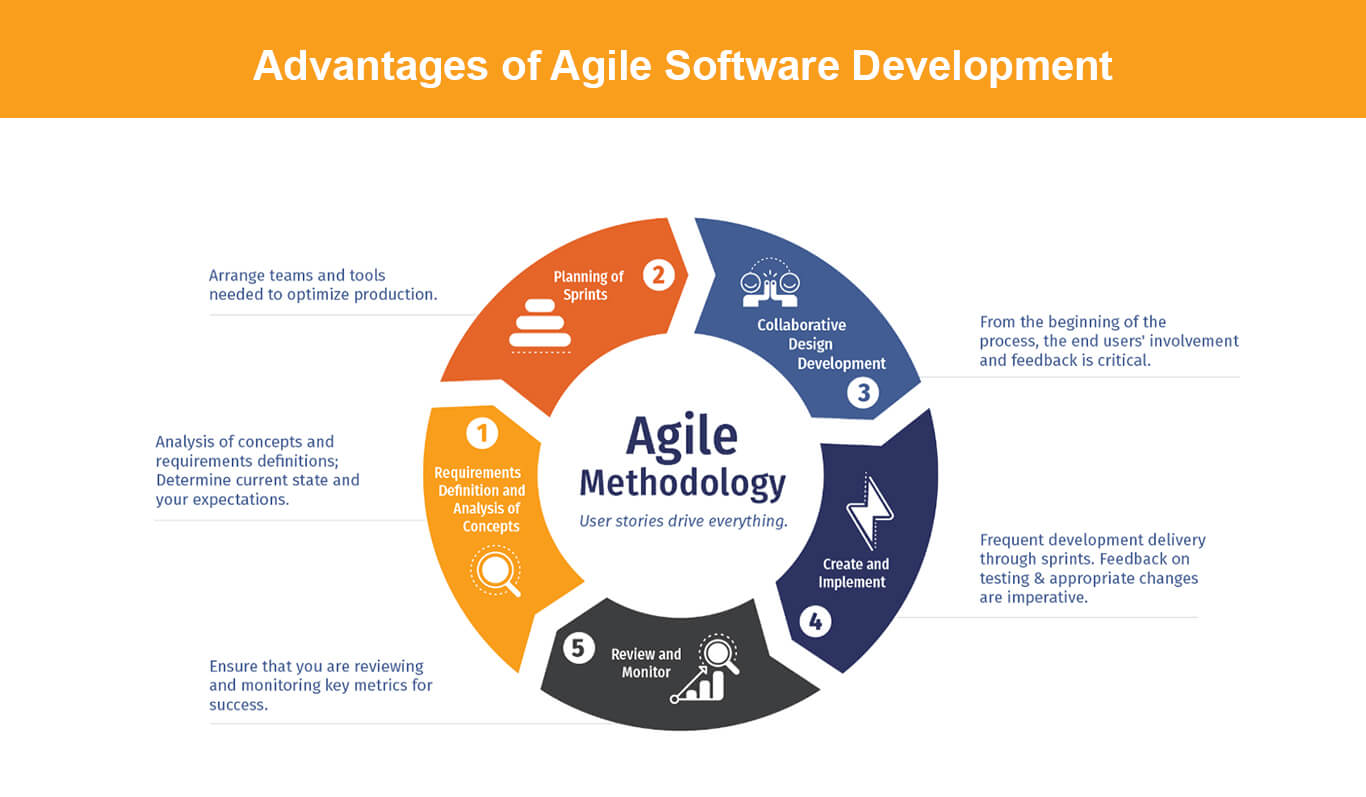 Advantages of Agile Software Development
Arrange teams and tools
needed to optimize production.
Planning of
Sprints
2
Collaborative
Design
Development
3
From the beginning of the
process, the end users' involvement
and feedback is critical.
Analysis of concepts and
requirements definitions;
Determine current state and
your expectations.
1
Requirements
Definition and
Analysis of
Concepts
Agile
Methodology
User stories drive everything.
Create and
Implement
4
Frequent development delivery
through sprints. Feedback on
testing & appropriate changes
are imperative.
Ensure that you are reviewing
and monitoring key metrics for
success.
5
Review and
Monitor